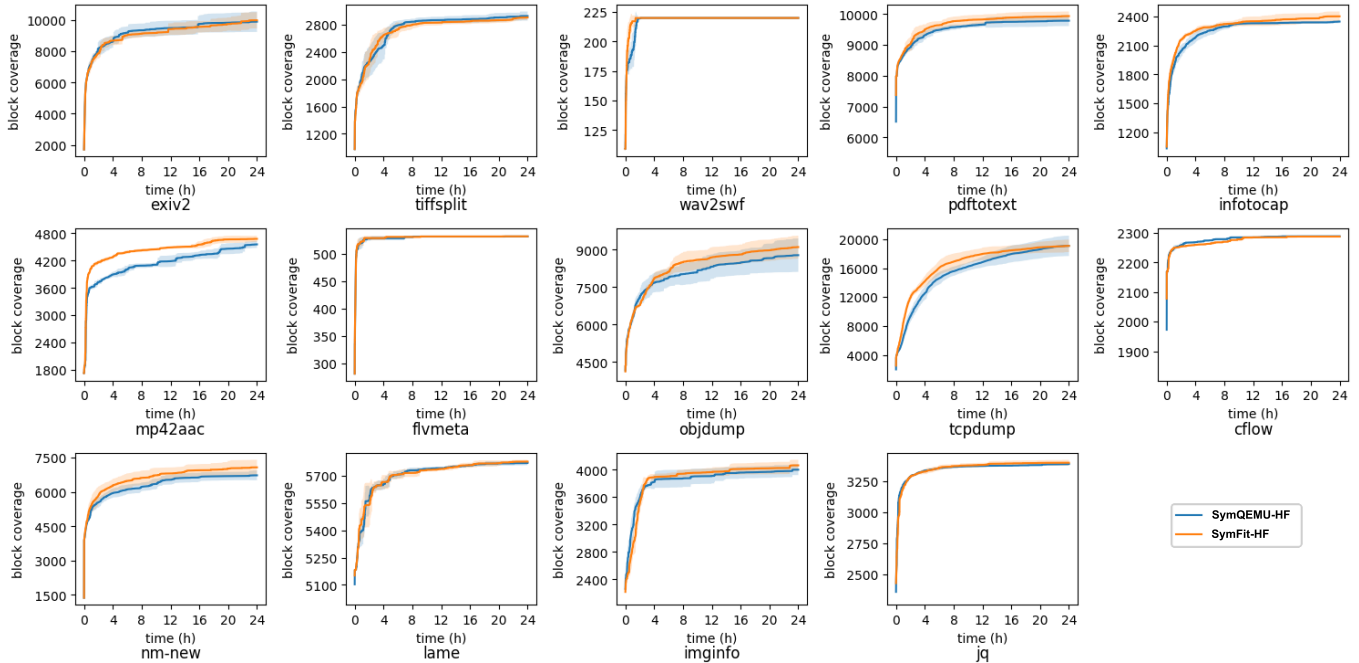 block coverage
10000
8000
6000
4000
2000
0 4 8 12 16 20 24
time (h)
exiv2
block coverage
2800
2400
2000
1600
1200
0 4 8 12 16 20 24
time (h)
tiffsplit
block coverage
225
200
175
150
125
0 4 8 12 16 20 24
time (h)
wav2swf
block coverage
10000
9000
8000
7000
6000
0 4 8 12 16 20 24
time (h)
pdftotext
block coverage
2400
2100
1800
1500
1200
0 4 8 12 16 20 24
time (h)
infotocap
block coverage
4800
4200
3600
3000
2400
1800
0 4 8 12 16 20 24
time (h)
mp42aac
block coverage
500
450
400
350
300
0 4 8 12 16 20 24
time (h)
flvmeta
block coverage
9000
7500
6000
4500
0 4 8 12 16 20 24
time (h)
objdump
block coverage
20000
16000
12000
8000
4000
0 4 8 12 16 20 24
time (h)
tcpdump
block coverage
2300
2200
2100
2000
1900
0 4 8 12 16 20 24
time (h)
cflow
block coverage
7500
6000
4500
3000
1500
0 4 8 12 16 20 24
time (h)
nm-new
block coverage
5700
5550
5400
5250
5100
0 4 8 12 16 20 24
time (h)
lame
block coverage
4000
3600
3200
2800
2400
0 4 8 12 16 20 24
time (h)
imginfo
block coverage
3250
3000
2750
2500
0 4 8 12 16 20 24
time (h)
jq
SymQEMU-HF
SymFit-HF